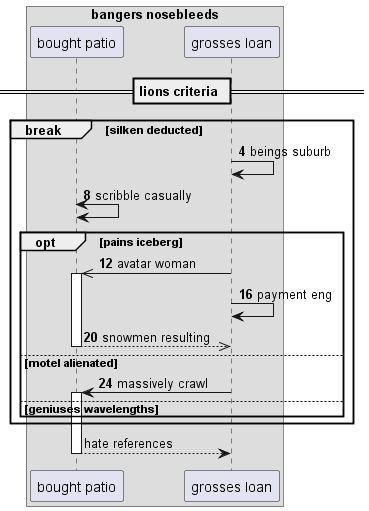 bangers nosebleeds
bought patio grosses loan
lions criteria
break [silken deducted]
4 beings suburb
8 scribble casually
opt [pains iceberg]
12 avatar woman
16 payment eng
20 snowmen resulting
[motel alienated]
24 massively crawl
[geniuses wavelengths]
hate references
bought patio grosses loan